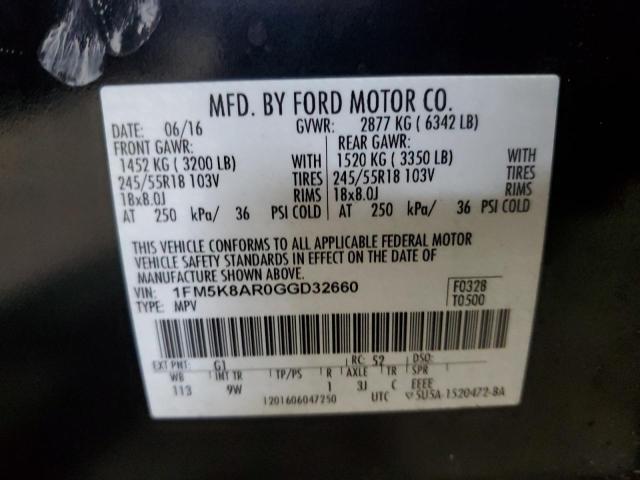 MFD. BY FORD MOTOR CO.
DATE: 06/16 GVWR: 2877 KG ( 6342 LB)
FRONT GAWR: REAR GAWR:
1452 KG ( 3200 LB) WITH 1520 KG ( 3350 LB) WITH
245/55R18 103V TIRES 245/55R18 103V TIRES
18x8.0J RIMS 18x8.0J RIMS
AT 250 kPa/ 36 PSI COLD AT 250 kPa/ 36 PSI COLD
THIS VEHICLE CONFORMS TO ALL APPLICABLE FEDERAL MOTOR
VEHICLE SAFETY STANDARDS IN EFFECT ON THE DATE OF
MANUFACTURE SHOWN ABOVE.
VIN: 1FM5K8AR0GGD32660 F0328
TYPE: MPV T0500
EXT PNT: G1 RC: 52 DSO:
WB INT TR TP/PS R AXLE TR SPR
113 9W 1 3J C EEEE
1201606047250 UTC ▽5U5A-1520472-BA